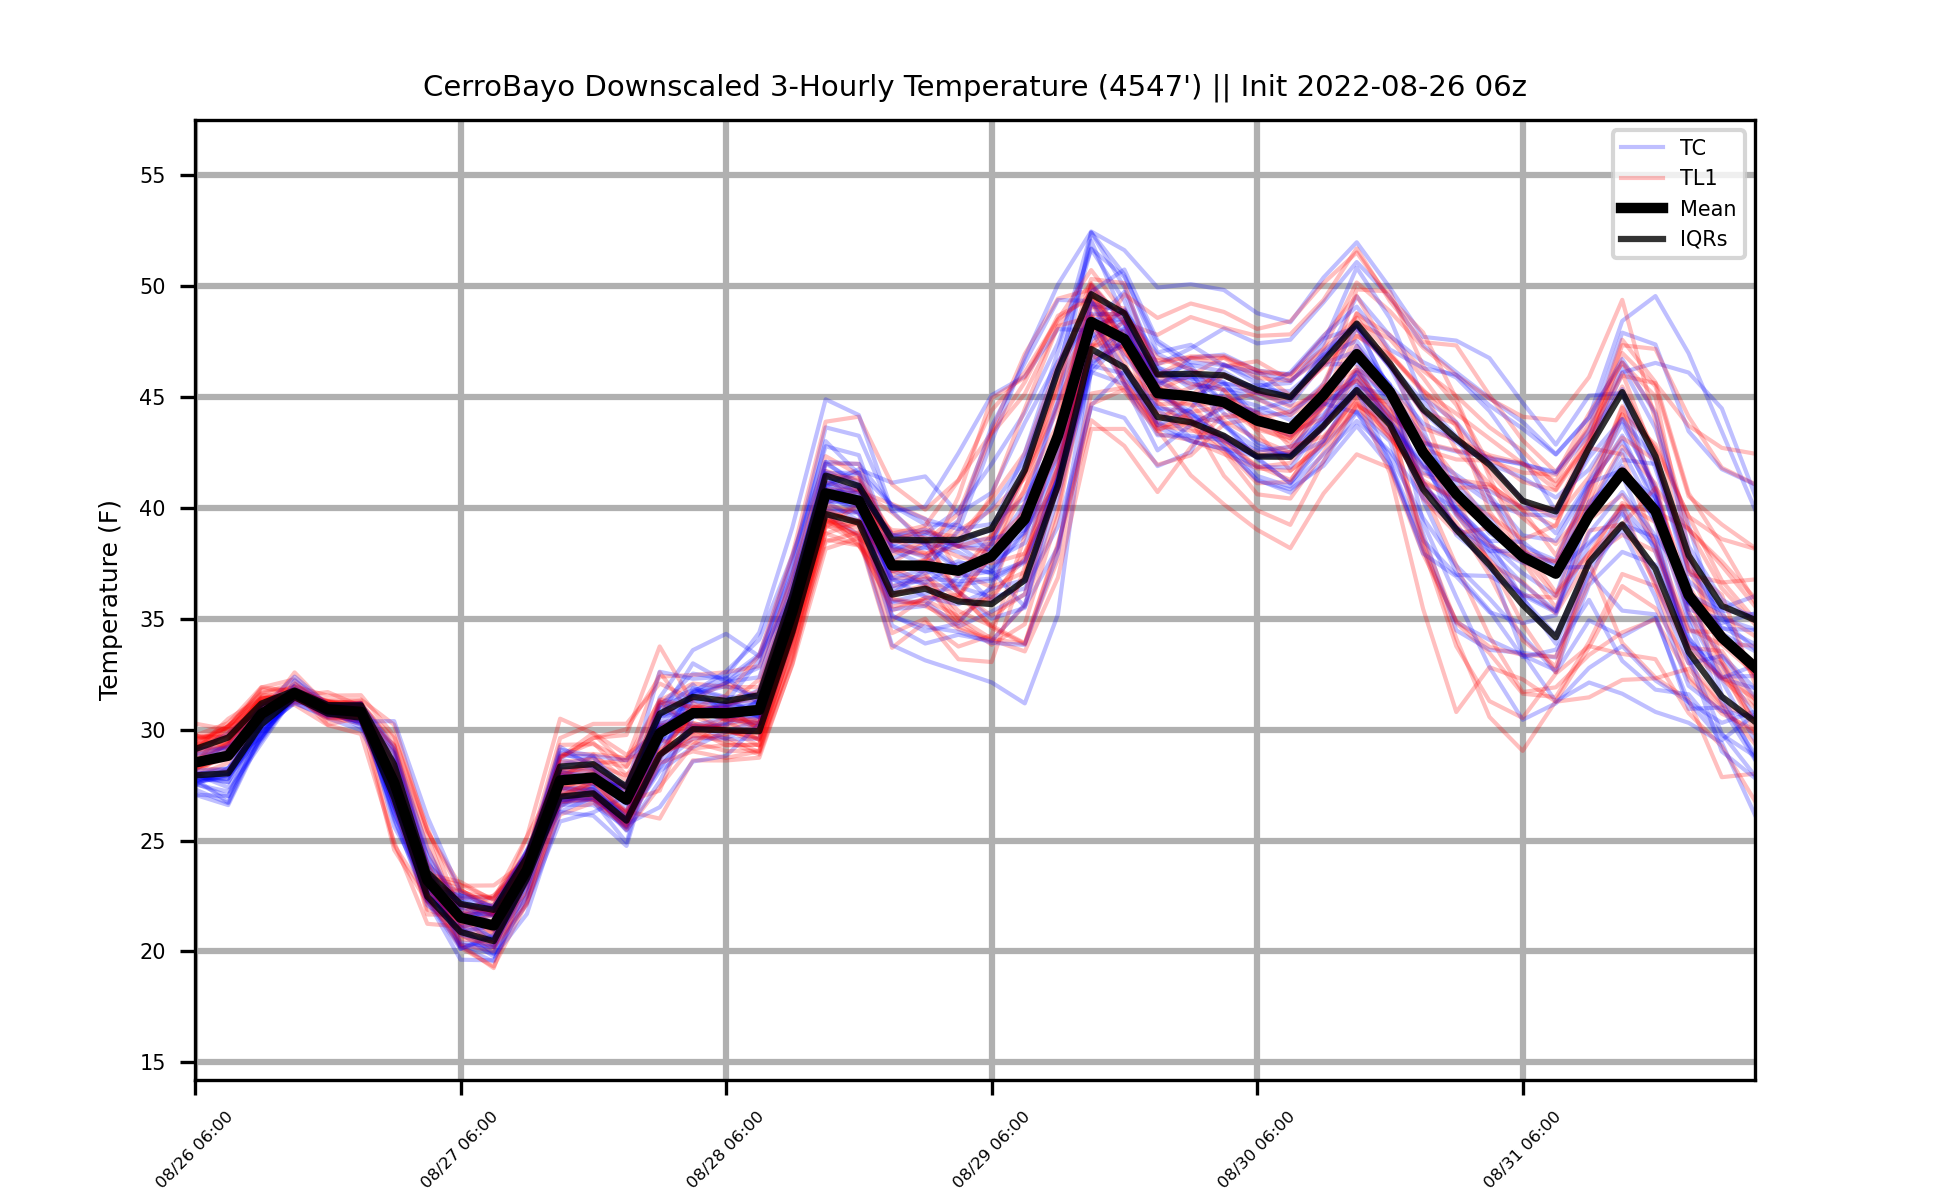 CerroBayo Downscaled 3-Hourly Temperature (4547') || Init 2022-08-26 06z
TC
TL1
Mean
IQRs
Temperature (F)
55
50
45
40
35
30
25
20
15
08/26 06:00
08/27 06:00
08/28 06:00
08/29 06:00
08/30 06:00
08/31 06:00